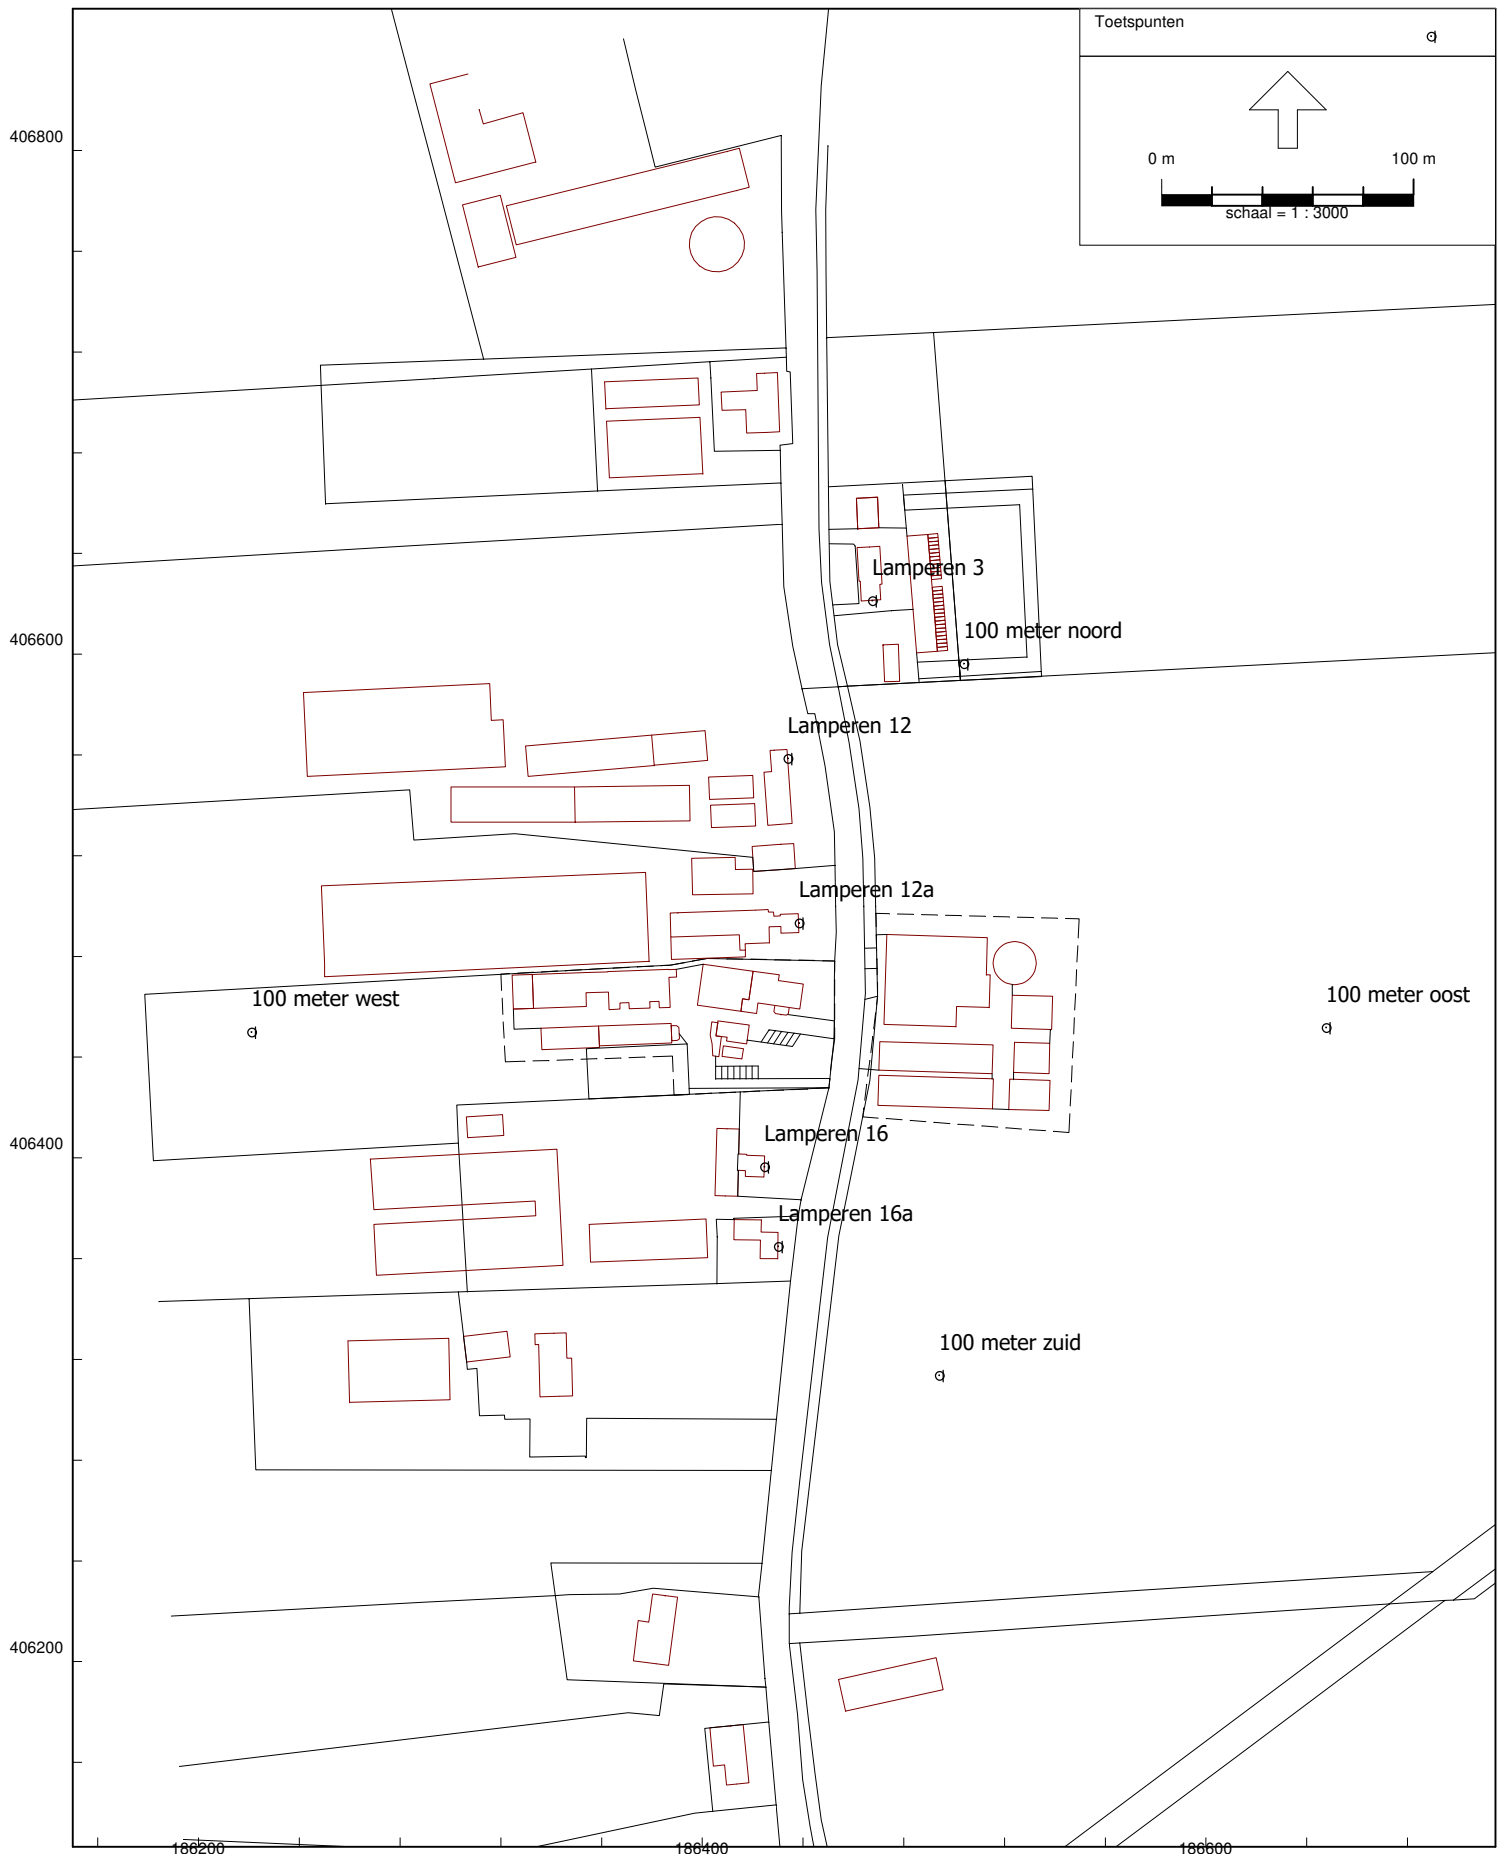 Toetspunten
406800
0 m 100 m
schaal = 1 : 3000
Lamperen 3
100 meter noord
406600
Lamperen 12
Lamperen 12a
100 meter west
100 meter oost
406400
Lamperen 16
Lamperen 16a
100 meter zuid
406200
186200 186400 186600